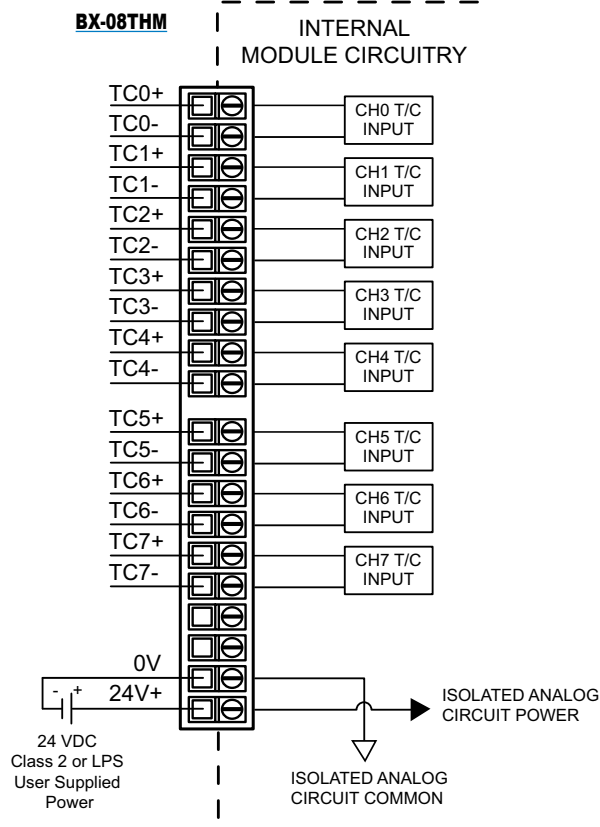 BX-08THM
INTERNAL
MODULE CIRCUITRY
TC0+
TC0-
CH0 T/C
INPUT
TC1+
TC1-
CH1 T/C
INPUT
TC2+
TC2-
CH2 T/C
INPUT
TC3+
TC3-
CH3 T/C
INPUT
TC4+
TC4-
CH4 T/C
INPUT
TC5+
TC5-
CH5 T/C
INPUT
TC6+
TC6-
CH6 T/C
INPUT
TC7+
TC7-
CH7 T/C
INPUT
0V
24V+
- +
24 VDC
Class 2 or LPS
User Supplied
Power
ISOLATED ANALOG
CIRCUIT POWER
ISOLATED ANALOG
CIRCUIT COMMON